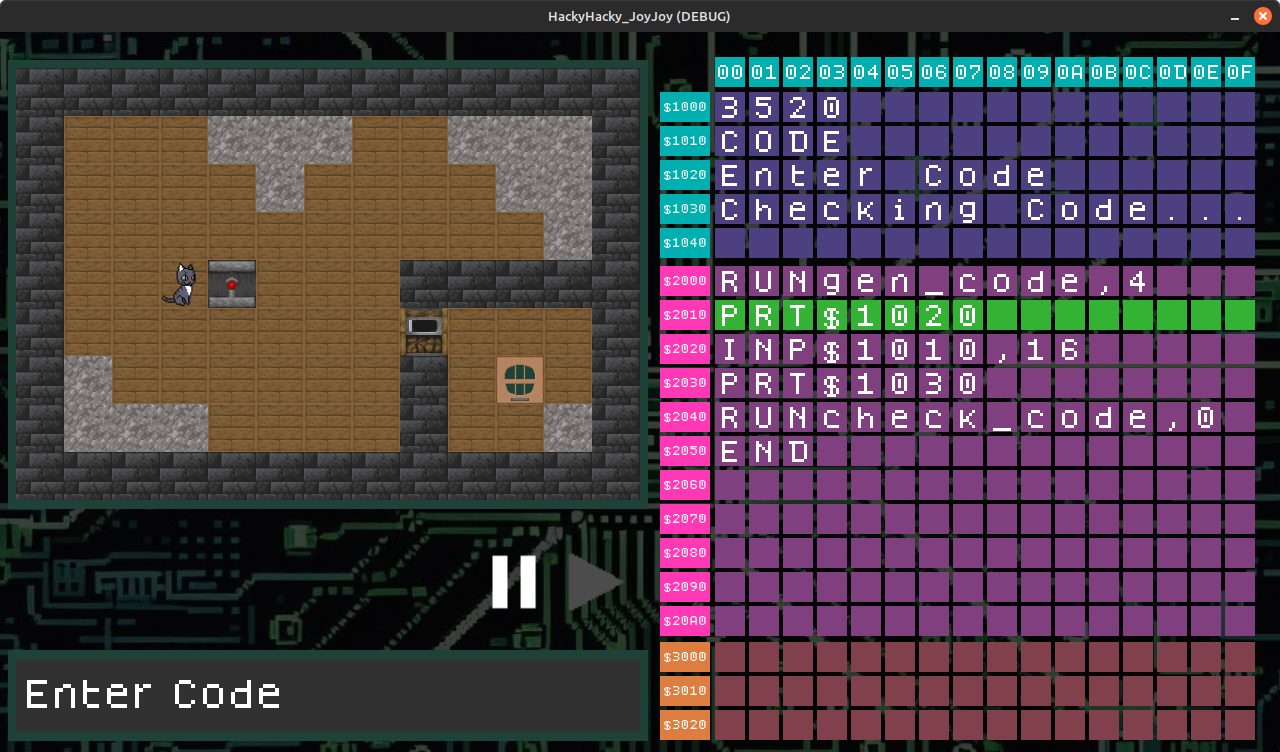 HackyHacky_JoyJoy (DEBUG)
00 01 02 03 04 05 06 07 08 09 0A 0B 0C 0D 0E 0F
$1000 3520
$1010 CODE
$1020 Enter Code
$1030 Checking Code...
$1040
$2000 RUNgen_code,4
$2010 PRT$1020
$2020 INP$1010,16
$2030 PRT$1030
$2040 RUNcheck_code,0
$2050 END
$2060
$2070
$2080
$2090
$20A0
$3000
$3010
$3020
Enter Code